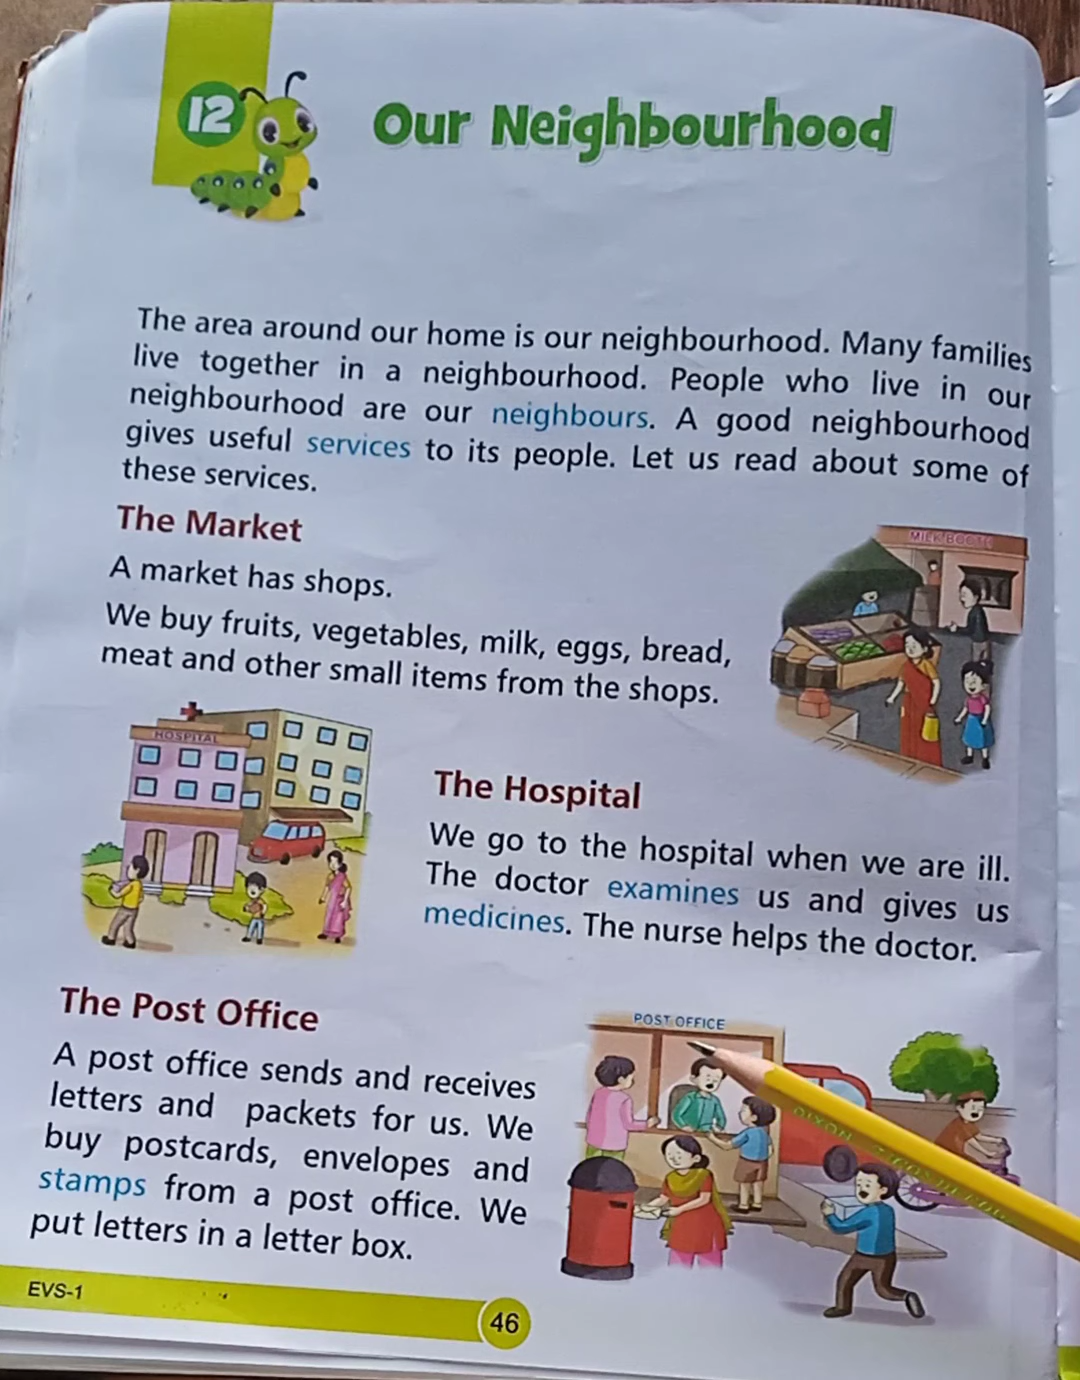 12
Our Neighbourhood
The area around our home is our neighbourhood. Many families
live together in a neighbourhood. People who live in our
neighbourhood are our neighbours. A good neighbourhood
gives useful services to its people. Let us read about some of
these services.
The Market
A market has shops.
We buy fruits, vegetables, milk, eggs, bread,
meat and other small items from the shops.
MILK BOOTH
HOSPITAL
The Hospital
We go to the hospital when we are ill.
The doctor examines us and gives us
medicines. The nurse helps the doctor.
The Post Office
A post office sends and receives
letters and packets for us. We
buy postcards, envelopes and
stamps from a post office. We
put letters in a letter box.
POST OFFICE
DIXON
EVS-1
46